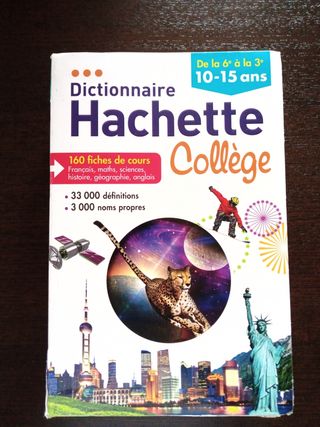 De la 6e à la 3e
10-15 ans
Dictionnaire
Hachette
Collège
160 fiches de cours
Français, maths, sciences,
histoire, géographie, anglais
• 33 000 définitions
• 3 000 noms propres